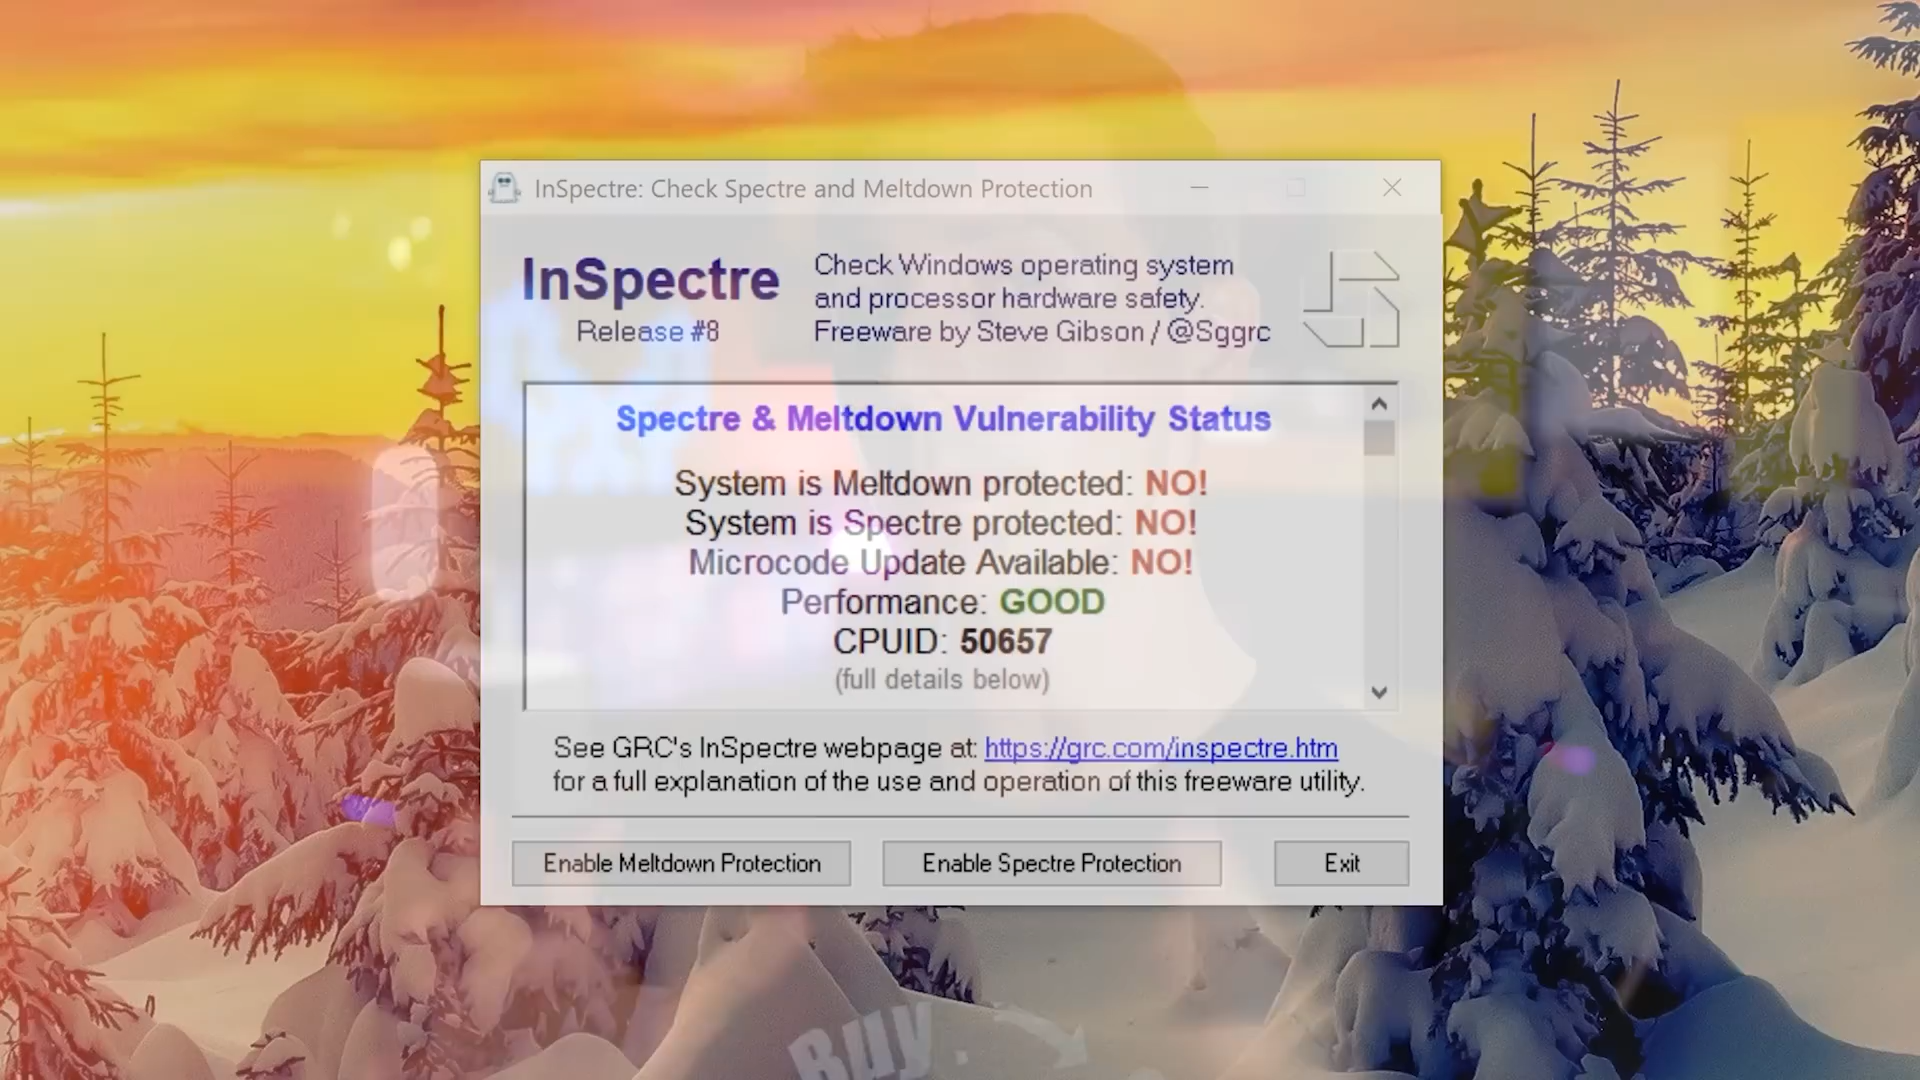 InSpectre: Check Spectre and Meltdown Protection
InSpectre
Release #8
Check Windows operating system
and processor hardware safety.
Freeware by Steve Gibson / @Sggrc
Spectre & Meltdown Vulnerability Status
System is Meltdown protected: NO!
System is Spectre protected: NO!
Microcode Update Available: NO!
Performance: GOOD
CPUID: 50657
(full details below)
See GRC's InSpectre webpage at: https://grc.com/inspectre.htm
for a full explanation of the use and operation of this freeware utility.
Enable Meltdown Protection
Enable Spectre Protection
Exit
Buy